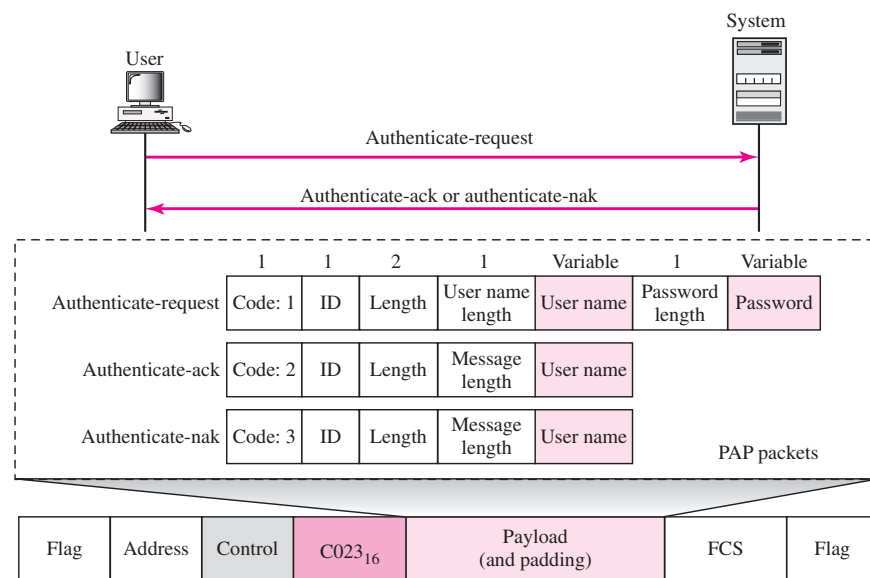 System
User
Authenticate-request
Authenticate-ack or authenticate-nak
1 1 2 1 Variable 1 Variable
Authenticate-request Code: 1 ID Length User name length User name Password length Password
Authenticate-ack Code: 2 ID Length Message length User name
Authenticate-nak Code: 3 ID Length Message length User name
PAP packets
Flag Address Control C023₁₆ Payload (and padding) FCS Flag